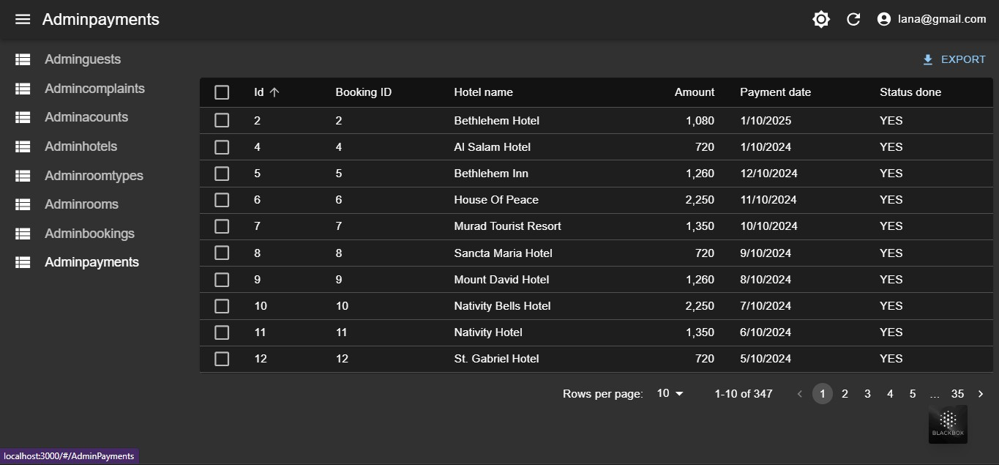 Adminpayments
lana@gmail.com
Adminguests
Admincomplaints
Adminacounts
Adminhotels
Adminroomtypes
Adminrooms
Adminbookings
Adminpayments
EXPORT
Id Booking ID Hotel name Amount Payment date Status done
2 2 Bethlehem Hotel 1,080 1/10/2025 YES
4 4 Al Salam Hotel 720 1/10/2024 YES
5 5 Bethlehem Inn 1,260 12/10/2024 YES
6 6 House Of Peace 2,250 11/10/2024 YES
7 7 Murad Tourist Resort 1,350 10/10/2024 YES
8 8 Sancta Maria Hotel 720 9/10/2024 YES
9 9 Mount David Hotel 1,260 8/10/2024 YES
10 10 Nativity Bells Hotel 2,250 7/10/2024 YES
11 11 Nativity Hotel 1,350 6/10/2024 YES
12 12 St. Gabriel Hotel 720 5/10/2024 YES
Rows per page: 10 1-10 of 347 1 2 3 4 5 ... 35
BLACKBOX
localhost:3000/#/AdminPayments